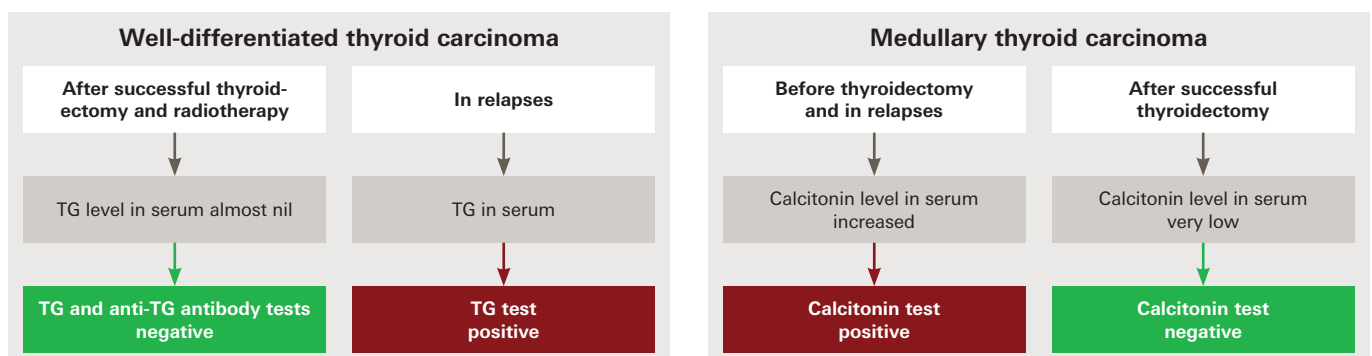 Well-differentiated thyroid carcinoma
After successful thyroid-
ectomy and radiotherapy
TG level in serum almost nil
TG and anti-TG antibody tests
negative
In relapses
TG in serum
TG test
positive
Medullary thyroid carcinoma
Before thyroidectomy
and in relapses
Calcitonin level in serum
increased
Calcitonin test
positive
After successful
thyroidectomy
Calcitonin level in serum
very low
Calcitonin test
negative